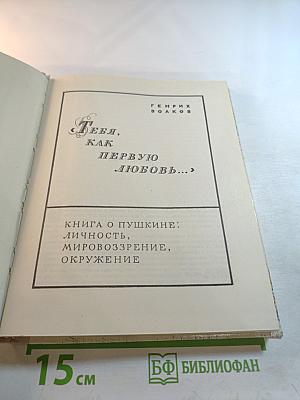 ГЕНРИХ
ВОЛКОВ
«ТЕБЯ,
КАК
ПЕРВУЮ
ЛЮБОВЬ...»
КНИГА О ПУШКИНЕ:
ЛИЧНОСТЬ,
МИРОВОЗЗРЕНИЕ,
ОКРУЖЕНИЕ
15 см
БФ БИБЛИОФАН